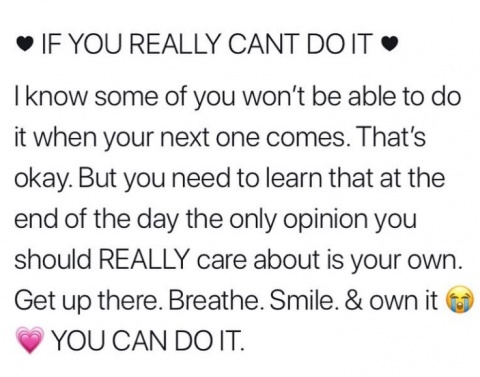 ♥ IF YOU REALLY CANT DO IT ♥
I know some of you won't be able to do
it when your next one comes. That's
okay. But you need to learn that at the
end of the day the only opinion you
should REALLY care about is your own.
Get up there. Breathe. Smile. & own it 😭
💗 YOU CAN DO IT.